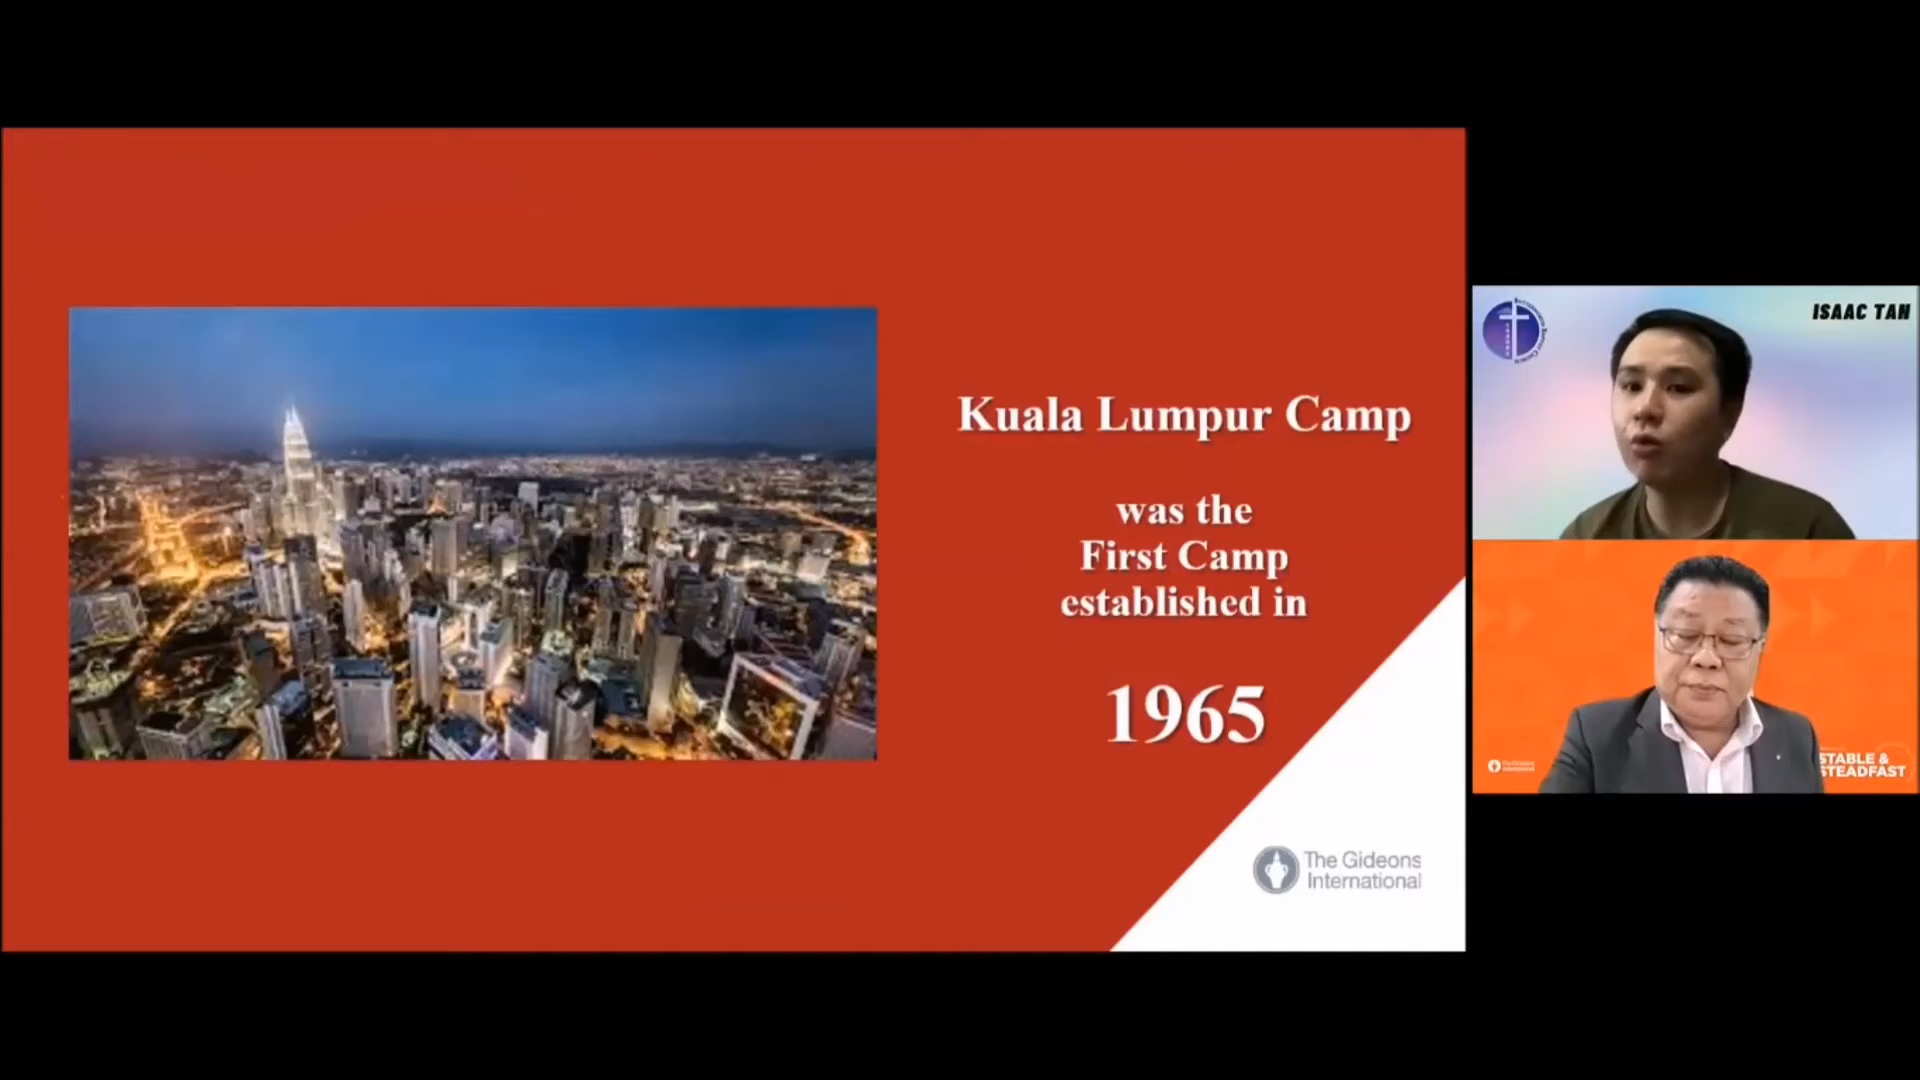 Kuala Lumpur Camp
was the
First Camp
established in
1965
The Gideons
International
ISAAC TAN
STABLE &
STEADFAST